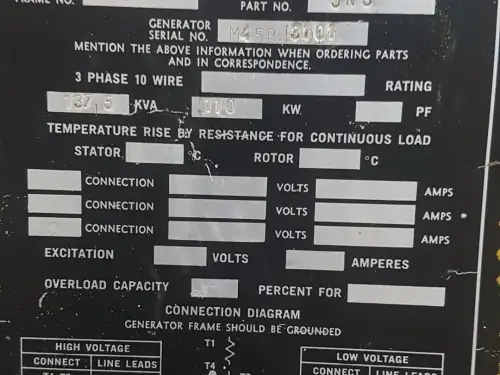 FRAME NO. PART NO.
GENERATOR
SERIAL NO.
MENTION THE ABOVE INFORMATION WHEN ORDERING PARTS
AND IN CORRESPONDENCE.
3 PHASE 10 WIRE RATING
137,5 KVA 110 KW PF
TEMPERATURE RISE BY RESISTANCE FOR CONTINUOUS LOAD
STATOR °C ROTOR °C
CONNECTION VOLTS AMPS
CONNECTION VOLTS AMPS
CONNECTION VOLTS AMPS
EXCITATION VOLTS AMPERES
OVERLOAD CAPACITY PERCENT FOR
CONNECTION DIAGRAM
GENERATOR FRAME SHOULD BE GROUNDED
HIGH VOLTAGE T1 LOW VOLTAGE
CONNECT LINE LEADS T4 CONNECT LINE LEADS